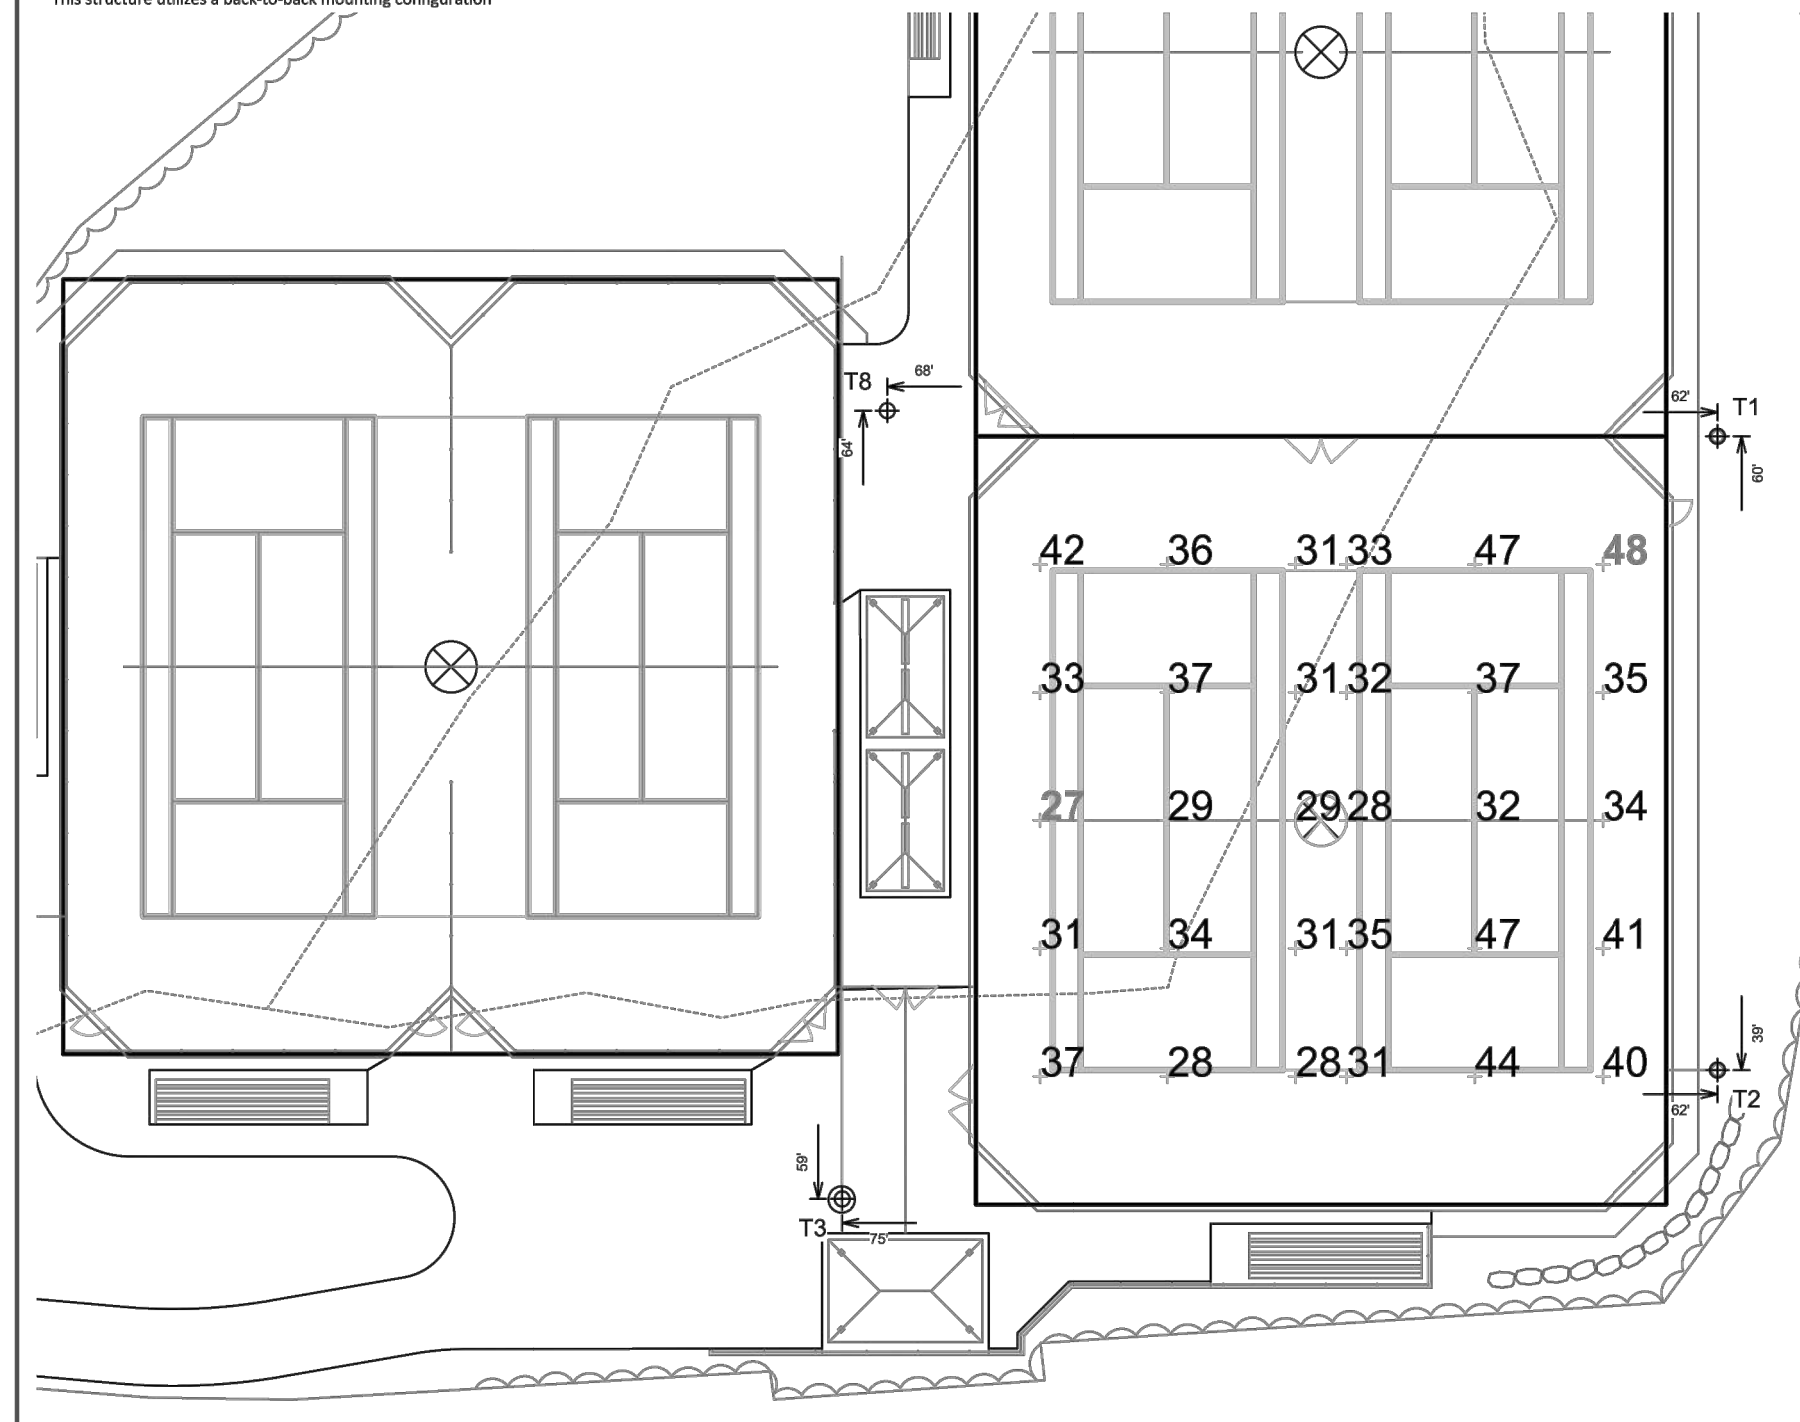 This structure utilizes a back-to-back mounting configuration
T8 68'
64'
62' T1
60'
42 36 31 33 47 48
33 37 31 32 37 35
27 29 29 28 32 34
31 34 31 35 47 41
37 28 28 31 44 40
39'
62' T2
59'
T3 75'